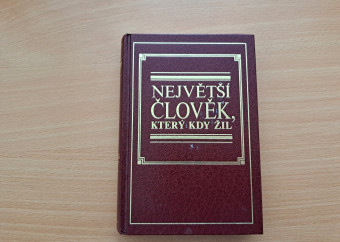 NEJVĚTŠÍ
ČLOVĚK,
KTERÝ KDY ŽIL